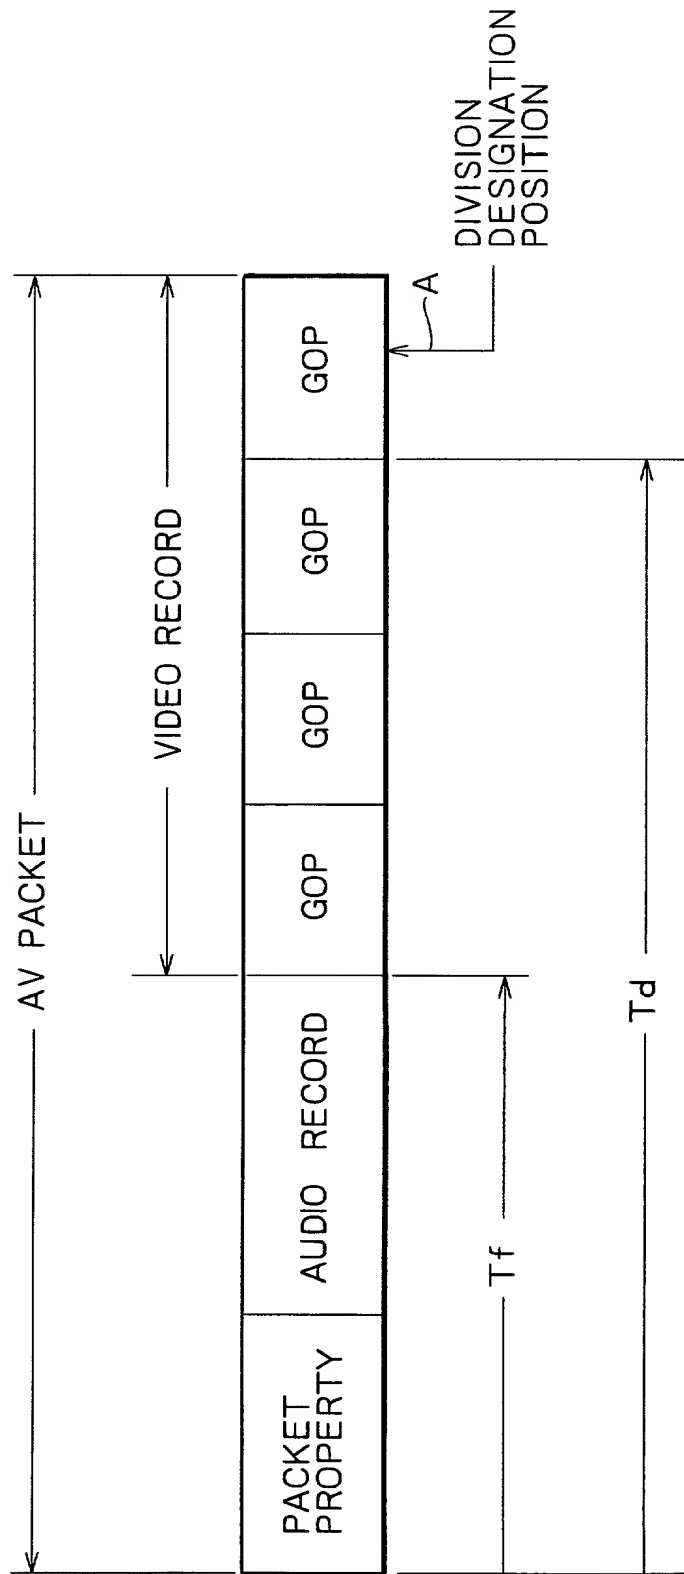 AV PACKET
VIDEO RECORD
PACKET
PROPERTY
AUDIO RECORD
GOP
GOP
GOP
GOP
A
DIVISION
DESIGNATION
POSITION
Tf
Td